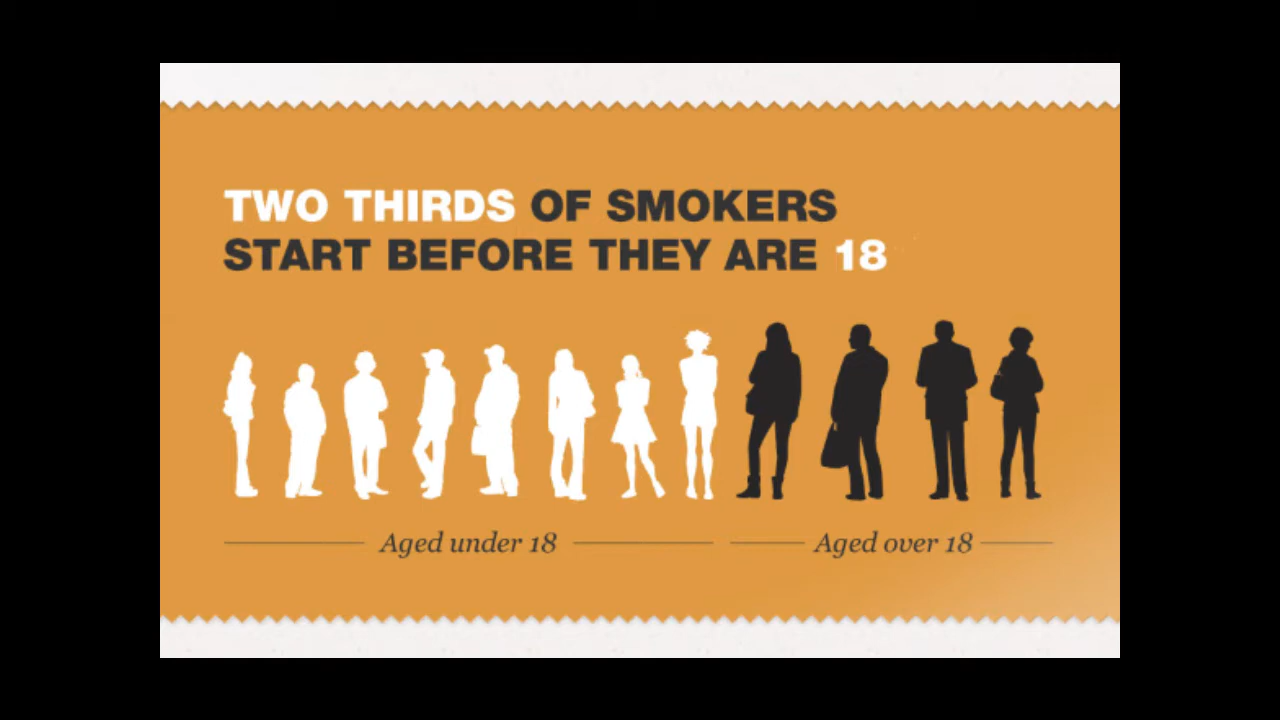 TWO THIRDS OF SMOKERS
START BEFORE THEY ARE 18
Aged under 18
Aged over 18